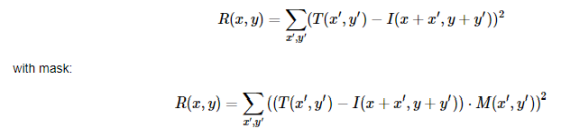 R(x, y) = ∑x′,y′ (T(x′, y′) − I(x + x′, y + y′))²
with mask:
R(x, y) = ∑x′,y′ ((T(x′, y′) − I(x + x′, y + y′)) · M(x′, y′))²